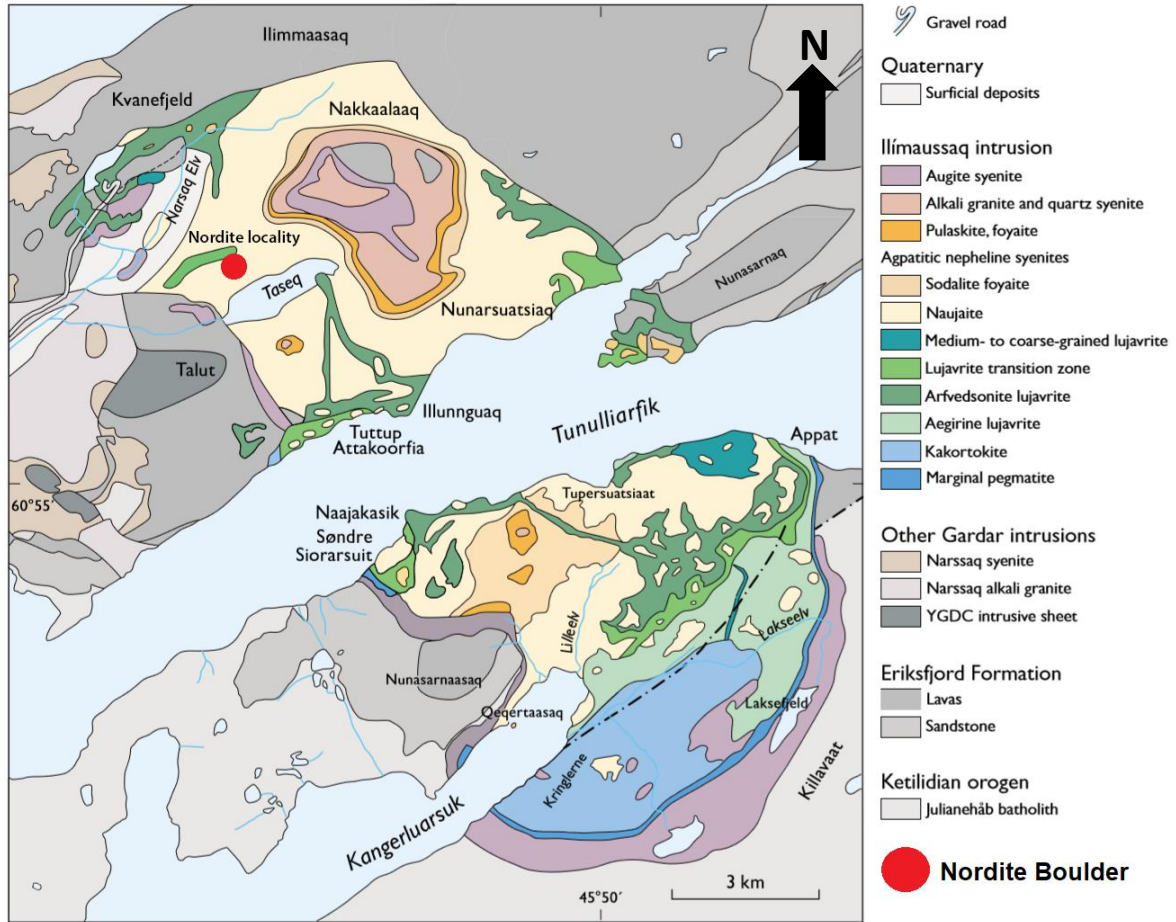 Ilimmaasaq
N
Kvanefjeld
Nakkaalaaq
Narsaq Elv
Nordite locality
Taseq
Nunarsuatsiaq
Nunasarnaq
Talut
Illunnguaq
Tuttup
Attakoorfia
Tunulliarfik
Appat
60°55´
Naajakasik
Søndre
Siorarsuit
Tupersuatsiaat
Lilleelv
Lakseelv
Nunasarnaasaq
Qeqertaasaq
Laksefjeld
Kringlerne
Killavaat
Kangerluarsuk
45°50´
3 km
Gravel road
Quaternary
Surficial deposits
Ilímaussaq intrusion
Augite syenite
Alkali granite and quartz syenite
Pulaskite, foyaite
Agpaitic nepheline syenites
Sodalite foyaite
Naujaite
Medium- to coarse-grained lujavrite
Lujavrite transition zone
Arfvedsonite lujavrite
Aegirine lujavrite
Kakortokite
Marginal pegmatite
Other Gardar intrusions
Narssaq syenite
Narssaq alkali granite
YGDC intrusive sheet
Eriksfjord Formation
Lavas
Sandstone
Ketilidian orogen
Julianehåb batholith
Nordite Boulder